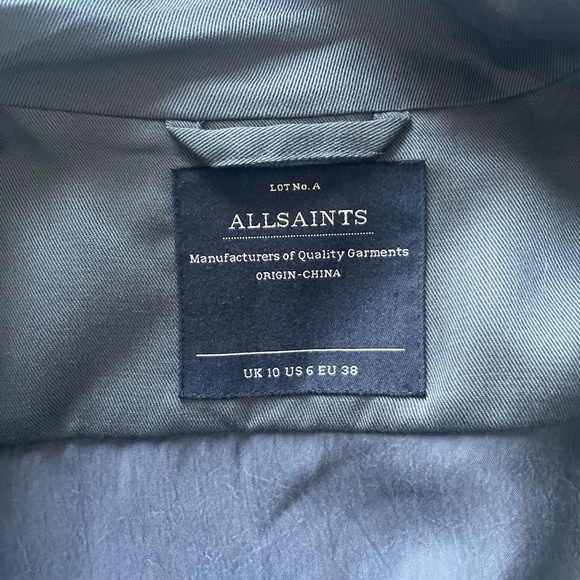 LOT No. A
ALLSAINTS
Manufacturers of Quality Garments
ORIGIN-CHINA
UK 10 US 6 EU 38